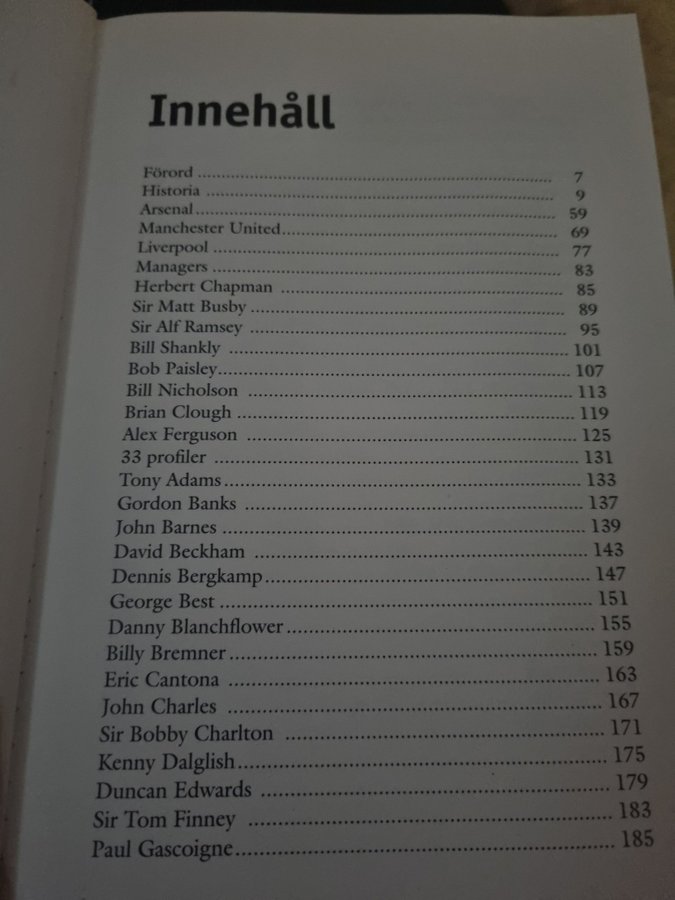 Innehåll
Förord ........ 7
Historia ........ 9
Arsenal ........ 59
Manchester United ........ 69
Liverpool ........ 77
Managers ........ 83
Herbert Chapman ........ 85
Sir Matt Busby ........ 89
Sir Alf Ramsey ........ 95
Bill Shankly ........ 101
Bob Paisley ........ 107
Bill Nicholson ........ 113
Brian Clough ........ 119
Alex Ferguson ........ 125
33 profiler ........ 131
Tony Adams ........ 133
Gordon Banks ........ 137
John Barnes ........ 139
David Beckham ........ 143
Dennis Bergkamp ........ 147
George Best ........ 151
Danny Blanchflower ........ 155
Billy Bremner ........ 159
Eric Cantona ........ 163
John Charles ........ 167
Sir Bobby Charlton ........ 171
Kenny Dalglish ........ 175
Duncan Edwards ........ 179
Sir Tom Finney ........ 183
Paul Gascoigne ........ 185